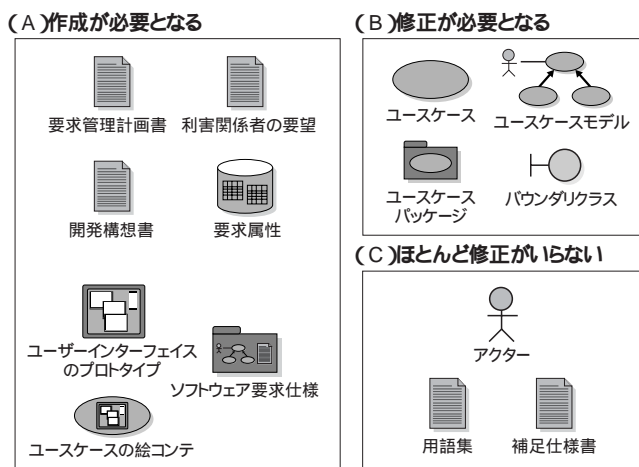 (A)作成が必要となる
要求管理計画書
利害関係者の要望
開発構想書
要求属性
ユーザーインターフェイス
のプロトタイプ
ソフトウェア要求仕様
ユースケースの絵コンテ
(B)修正が必要となる
ユースケース
ユースケースモデル
ユースケース
パッケージ
バウンダリクラス
(C)ほとんど修正がいらない
アクター
用語集
補足仕様書